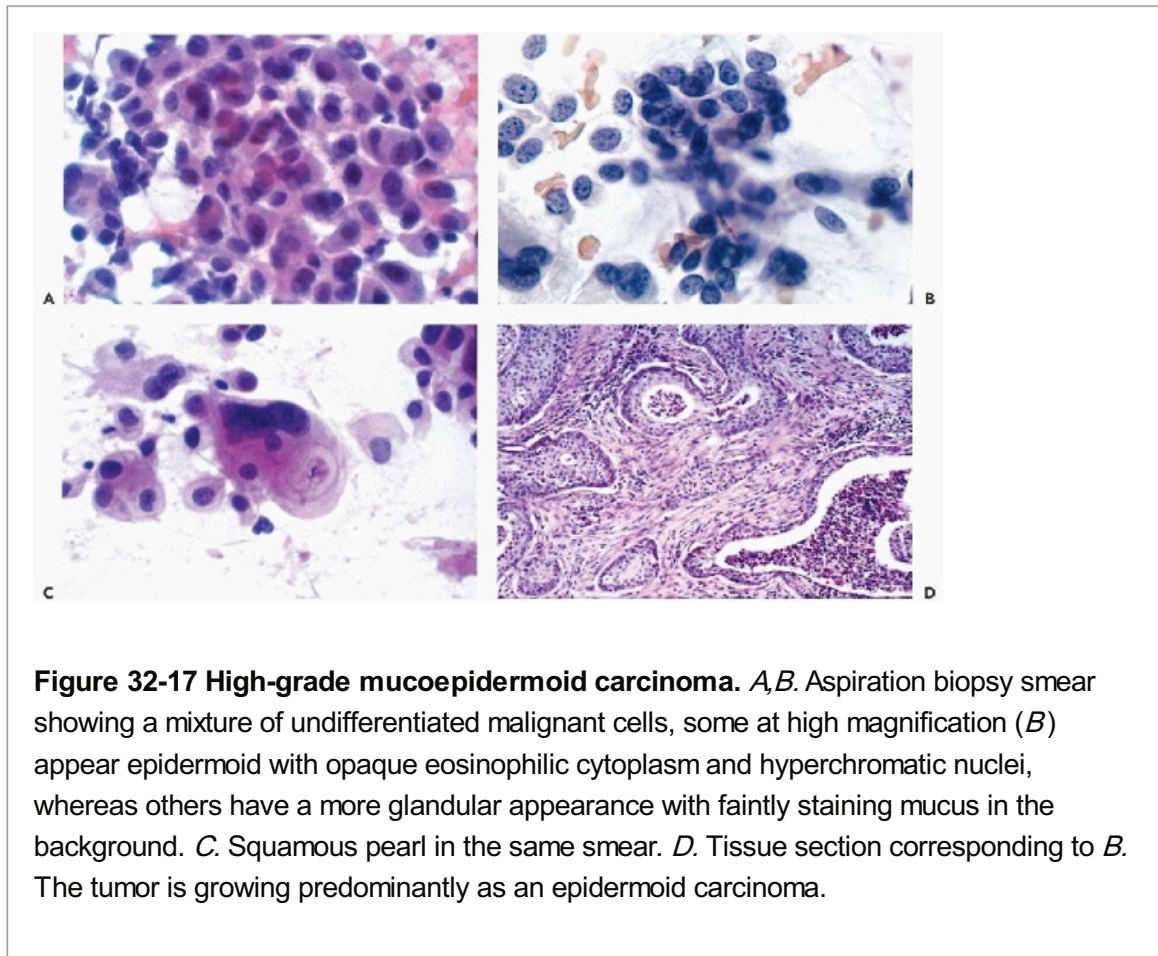 A
B
C
D
Figure 32-17 High-grade mucoepidermoid carcinoma. A,B. Aspiration biopsy smear
showing a mixture of undifferentiated malignant cells, some at high magnification (B)
appear epidermoid with opaque eosinophilic cytoplasm and hyperchromatic nuclei,
whereas others have a more glandular appearance with faintly staining mucus in the
background. C. Squamous pearl in the same smear. D. Tissue section corresponding to B.
The tumor is growing predominantly as an epidermoid carcinoma.